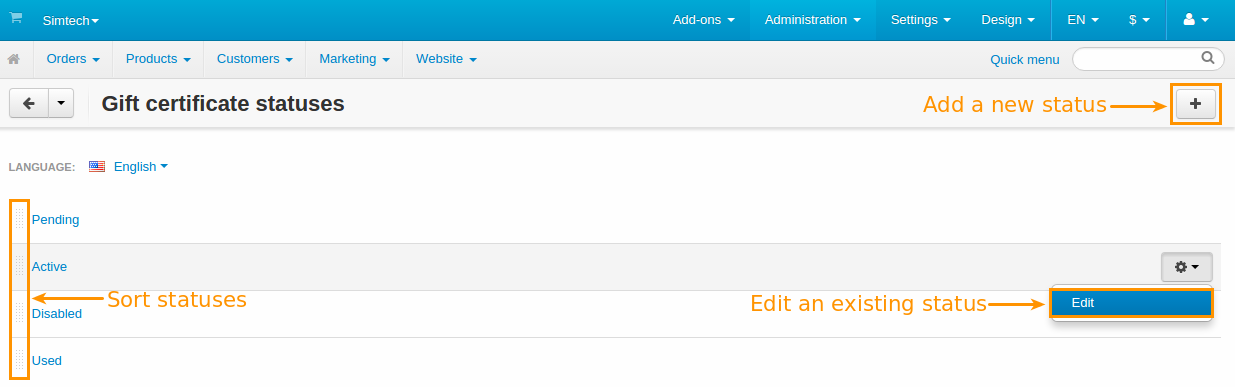 Simtech Add-ons Administration Settings Design EN $
Orders Products Customers Marketing Website Quick menu
Gift certificate statuses Add a new status
LANGUAGE: English
Pending
Active
Sort statuses Edit an existing status Edit
Disabled
Used